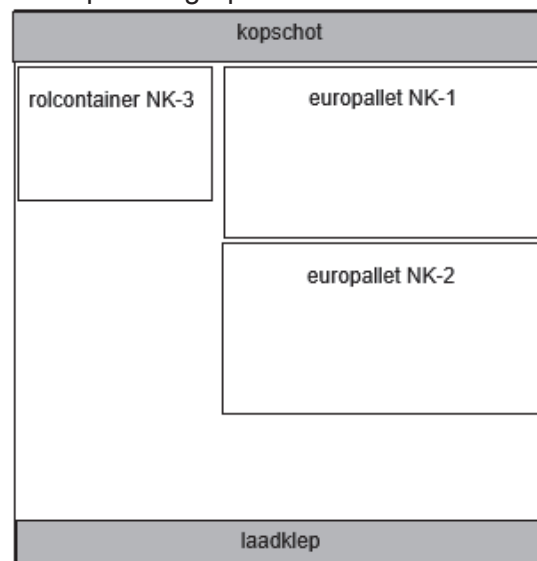 kopschot
rolcontainer NK-3
europallet NK-1
europallet NK-2
laadklep